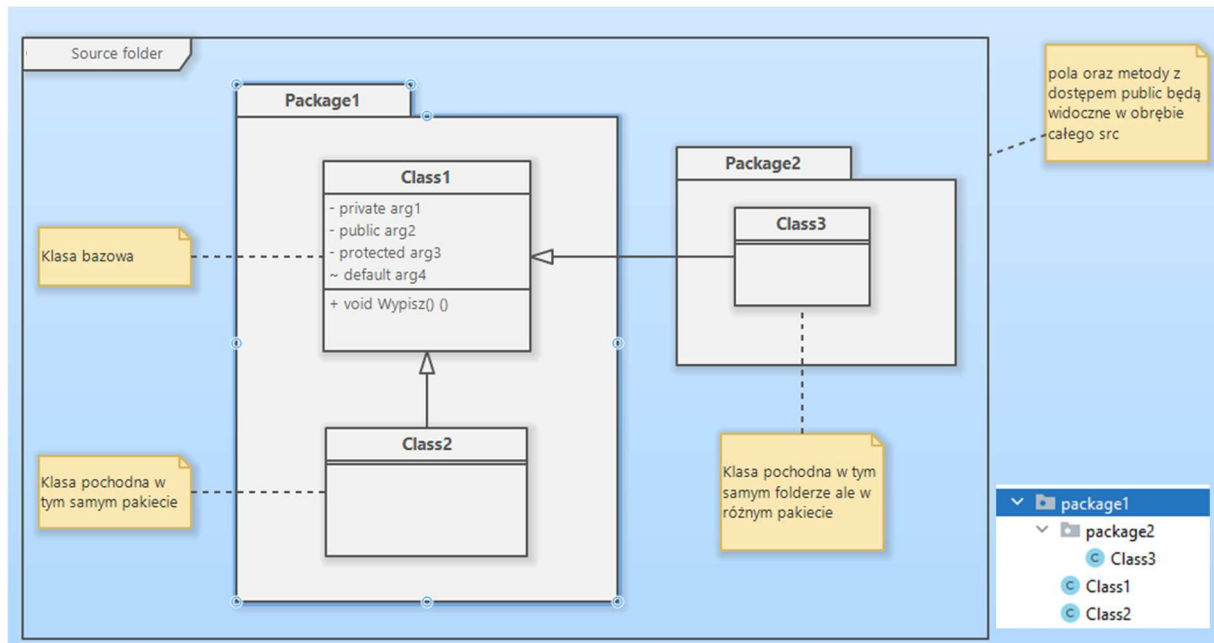 Source folder
Package1
Class1
- private arg1
- public arg2
- protected arg3
~ default arg4
+ void Wypisz() ()
Klasa bazowa
Class2
Klasa pochodna w
tym samym pakiecie
Package2
Class3
Klasa pochodna w tym
samym folderze ale w
różnym pakiecie
pola oraz metody z
dostępem public będą
widoczne w obrębie
całego src
package1
package2
Class3
Class1
Class2